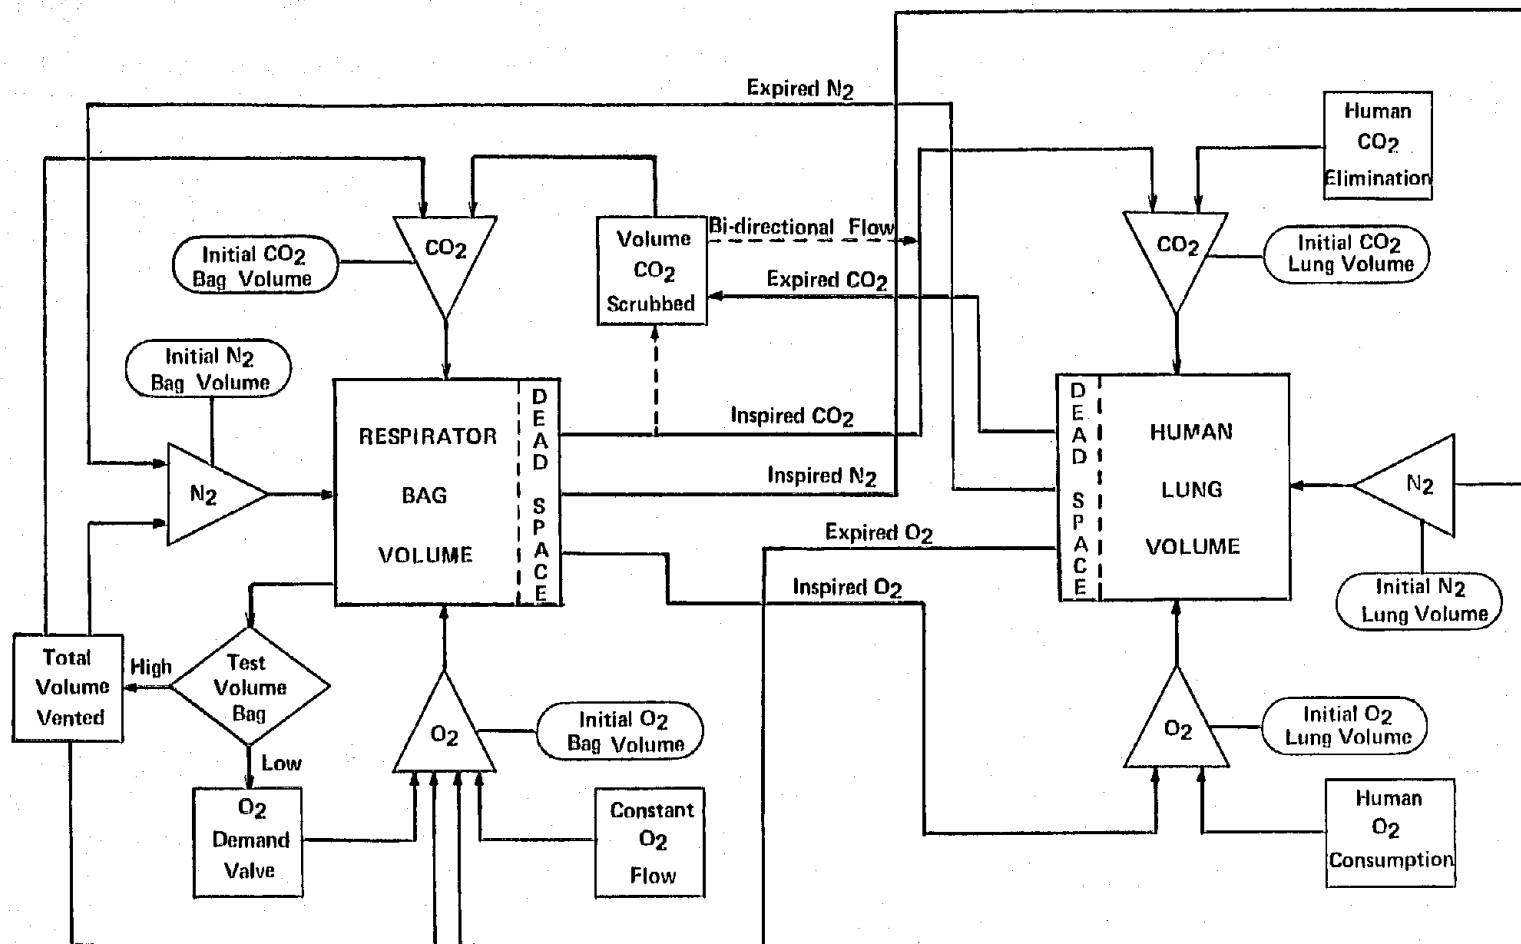 Expired N2
Human
CO2
Elimination
CO2
Initial CO2
Bag Volume
Volume
CO2
Scrubbed
Bi-directional Flow
Expired CO2
CO2
Initial CO2
Lung Volume
Initial N2
Bag Volume
N2
RESPIRATOR
BAG
VOLUME
DEAD SPACE
Inspired CO2
Inspired N2
Expired O2
Inspired O2
DEAD SPACE
HUMAN
LUNG
VOLUME
N2
Initial N2
Lung Volume
Total
Volume
Vented
High
Test
Volume
Bag
Low
O2
Demand
Valve
O2
Initial O2
Bag Volume
Constant
O2
Flow
O2
Initial O2
Lung Volume
Human
O2
Consumption